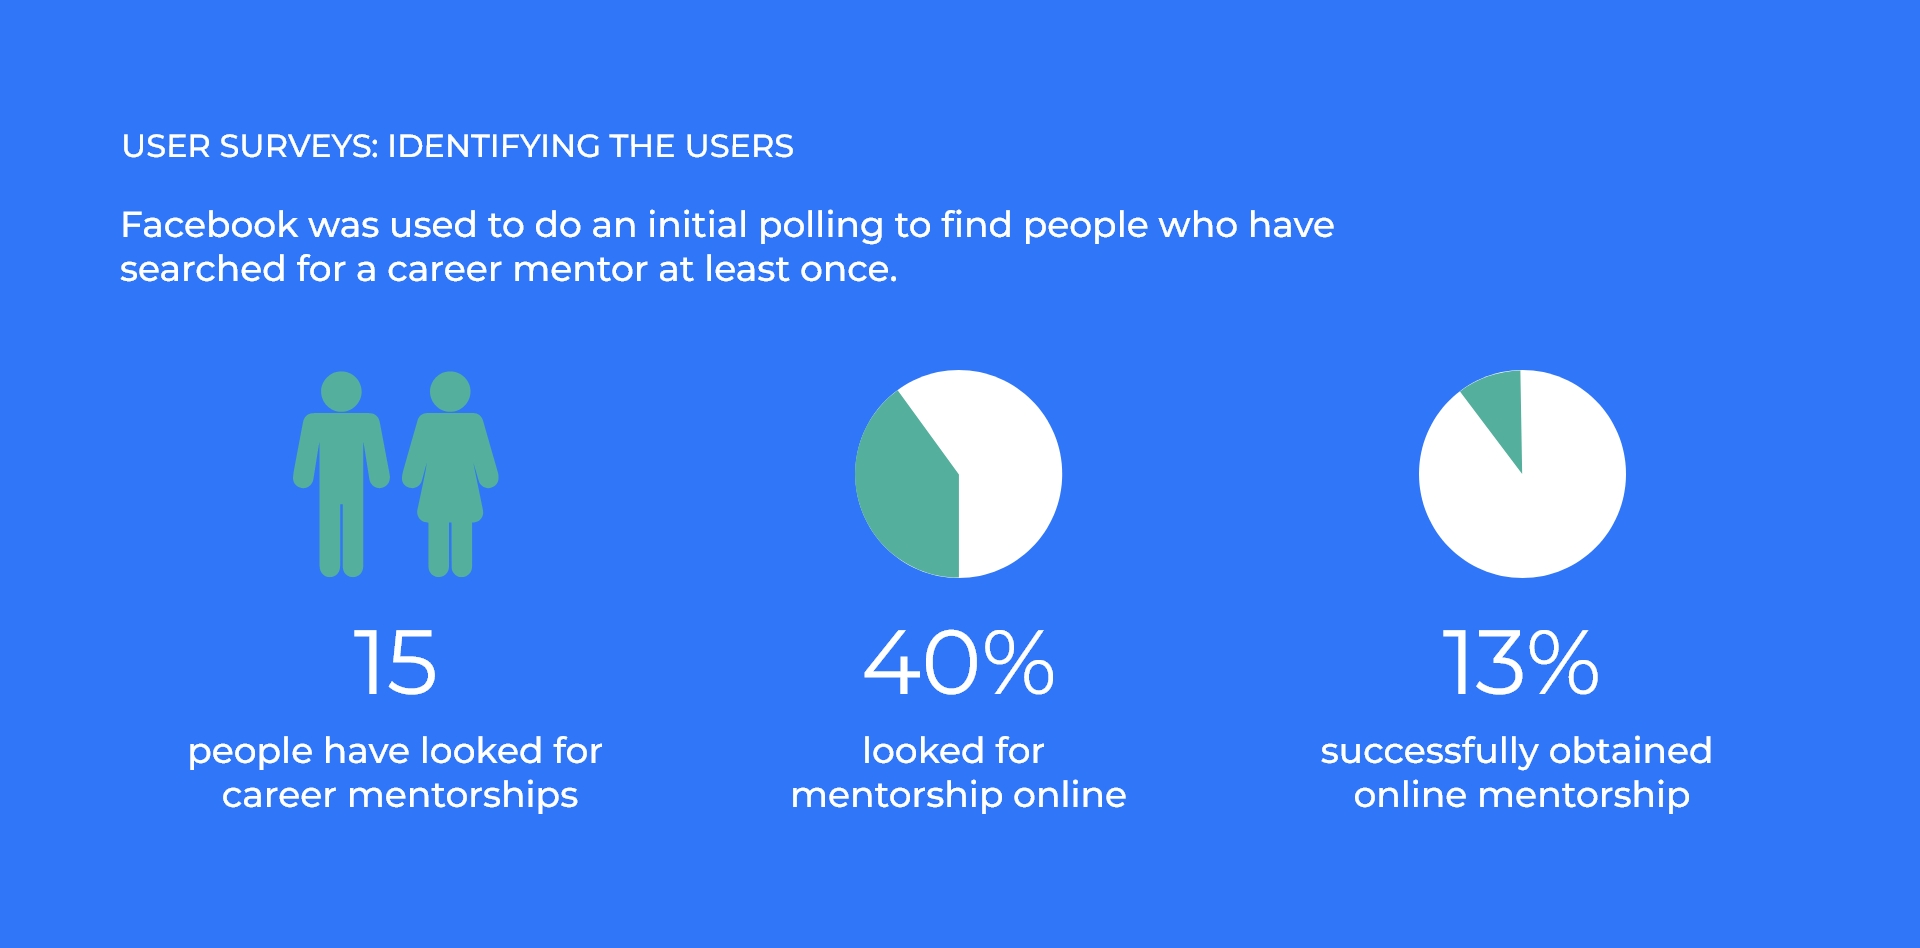 USER SURVEYS: IDENTIFYING THE USERS
Facebook was used to do an initial polling to find people who have
searched for a career mentor at least once.
15
people have looked for
career mentorships
40%
looked for
mentorship online
13%
successfully obtained
online mentorship